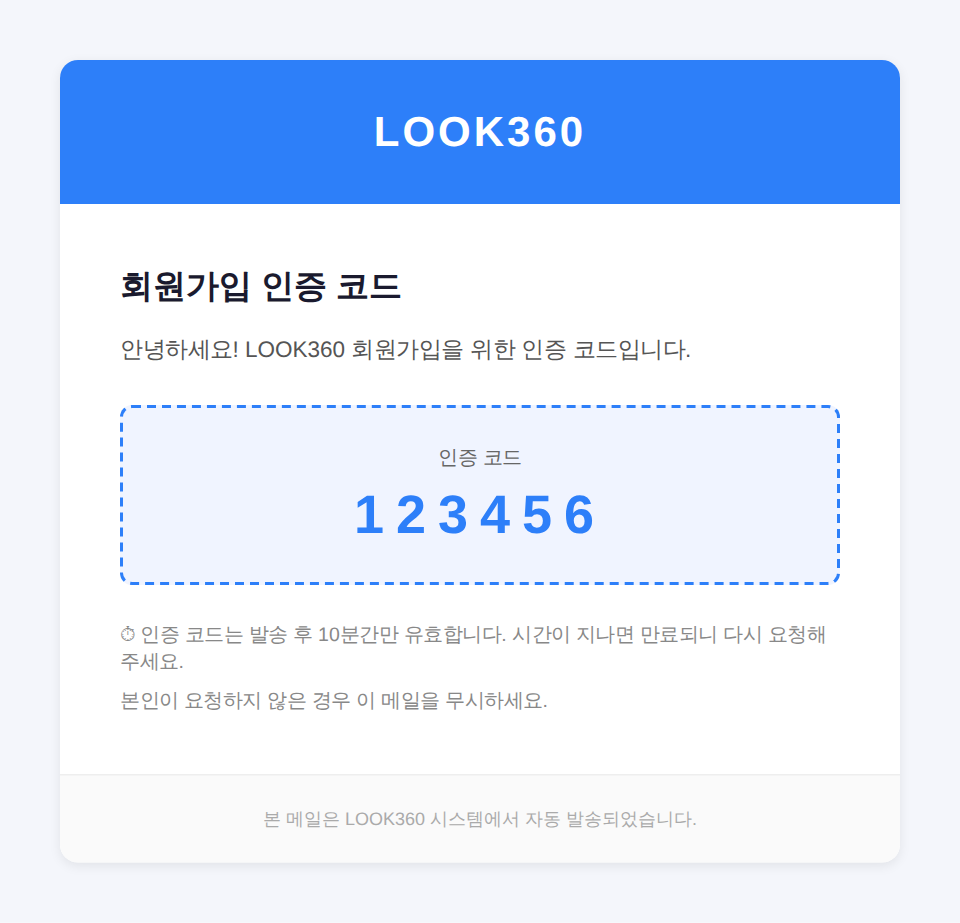 LOOK360
회원가입 인증 코드
안녕하세요! LOOK360 회원가입을 위한 인증 코드입니다.
인증 코드
123456
⏱ 인증 코드는 발송 후 10분간만 유효합니다. 시간이 지나면 만료되니 다시 요청해
주세요.
본인이 요청하지 않은 경우 이 메일을 무시하세요.
본 메일은 LOOK360 시스템에서 자동 발송되었습니다.